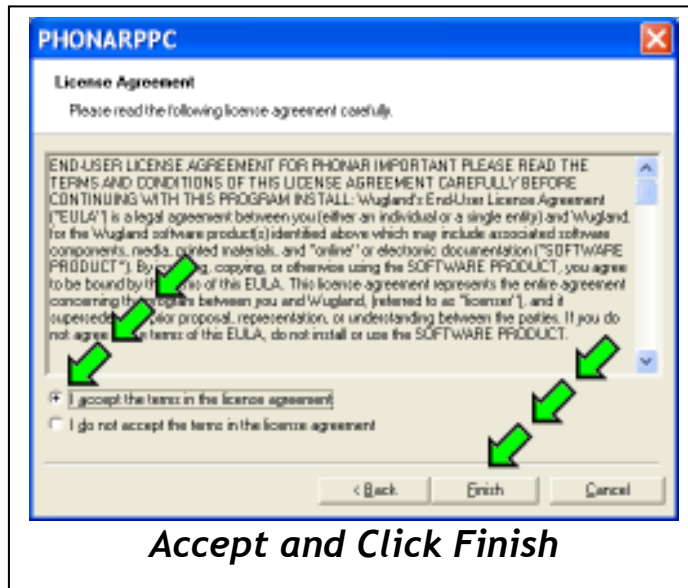 PHONARPPC
License Agreement
Please read the following license agreement carefully.
END-USER LICENSE AGREEMENT FOR PHONAR IMPORTANT PLEASE READ THE
TERMS AND CONDITIONS OF THIS LICENSE AGREEMENT CAREFULLY BEFORE
CONTINUING WITH THIS PROGRAM INSTALL: Wugland's End-User License Agreement
("EULA") is a legal agreement between you (either an individual or a single entity) and Wugland.
for the Wugland software product(s) identified above which may include associated software
components, media, printed materials, and "online" or electronic documentation ("SOFTWARE
PRODUCT"). By copying, or otherwise using the SOFTWARE PRODUCT, you agree
to be bound by the of this EULA. This license agreement represents the entire agreement
concerning the program between you and Wugland, (referred to as "licenser"), and it
supersedes prior proposal, representation, or understanding between the parties. If you do
not agree terms of this EULA, do not install or use the SOFTWARE PRODUCT.
I accept the terms in the license agreement
I do not accept the terms in the license agreement
< Back Finish Cancel
Accept and Click Finish